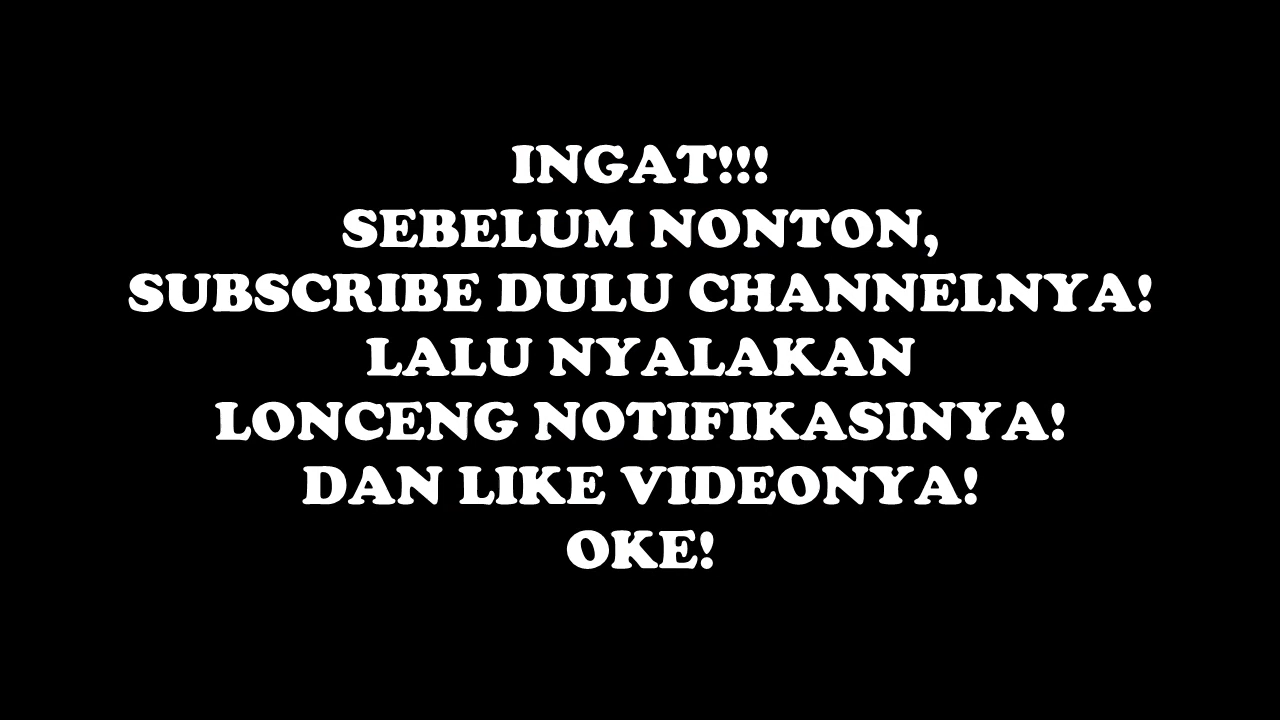 INGAT!!!
SEBELUM NONTON,
SUBSCRIBE DULU CHANNELNYA!
LALU NYALAKAN
LONCENG NOTIFIKASINYA!
DAN LIKE VIDEONYA!
OKE!